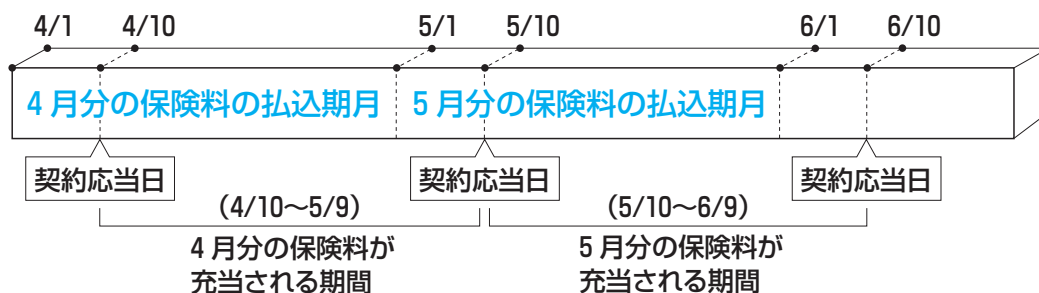 4/1 4/10 5/1 5/10 6/1 6/10
4月分の保険料の払込期月 5月分の保険料の払込期月
契約応当日 契約応当日 契約応当日
(4/10〜5/9) (5/10〜6/9)
4月分の保険料が 5月分の保険料が
充当される期間 充当される期間